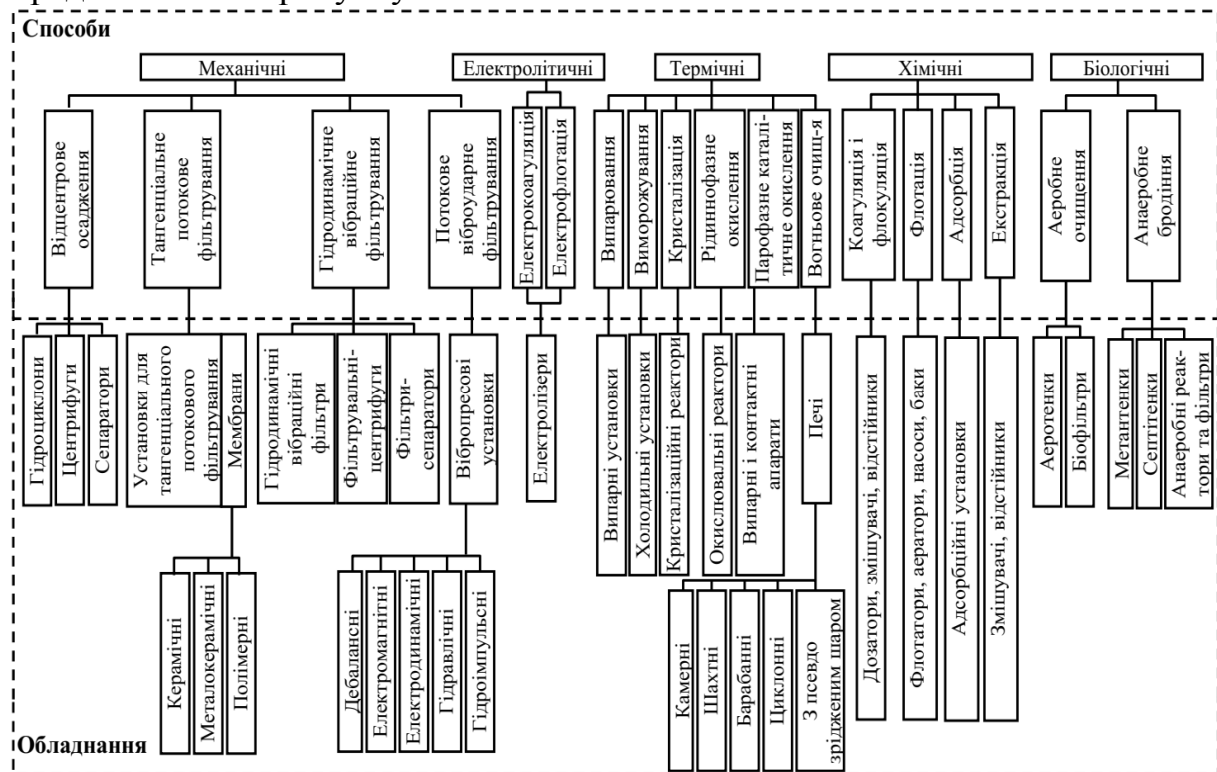 Способи
Механічні
Електролітичні
Термічні
Хімічні
Біологічні
Відцентрове
осадження
Тангенціальне
потокове
фільтрування
Гідродинамічне
вібраційне
фільтрування
Потокове
віброударне
фільтрування
Електрокоагуляція
Електрофлотація
Випарювання
Виморожування
Кристалізація
Рідиннофазне
окислення
Парофазне каталі-
тичне окислення
Вогньове очищ-я
Коагуляція і
флокуляція
Флотація
Адсорбція
Екстракція
Аеробне
очищення
Анаеробне
бродіння
Гідроциклони
Центрифуги
Сепаратори
Установки для
тангенціального
потокового
фільтрування
Мембрани
Гідродинамічні
вібраційні
фільтри
Фільтрувальні-
центрифуги
Фільтри-
сепаратори
Вібропресові
установки
Електролізери
Випарні установки
Холодильні установки
Кристалізаційні реактори
Окислювальні реактори
Випарні і контактні
апарати
Печі
Дозатори, змішувачі, відстійники
Флотатори, аератори, насоси, баки
Адсорбційні установки
Змішувачі, відстійники
Аеротенки
Біофільтри
Метантенки
Септітенки
Анаеробні реак-
тори та фільтри
Керамічні
Металокерамічні
Полімерні
Дебалансні
Електромагнітні
Електродинамічні
Гідравлічні
Гідроімпульсні
Камерні
Шахтні
Барабанні
Циклонні
З псевдо
зрідженим шаром
Обладнання